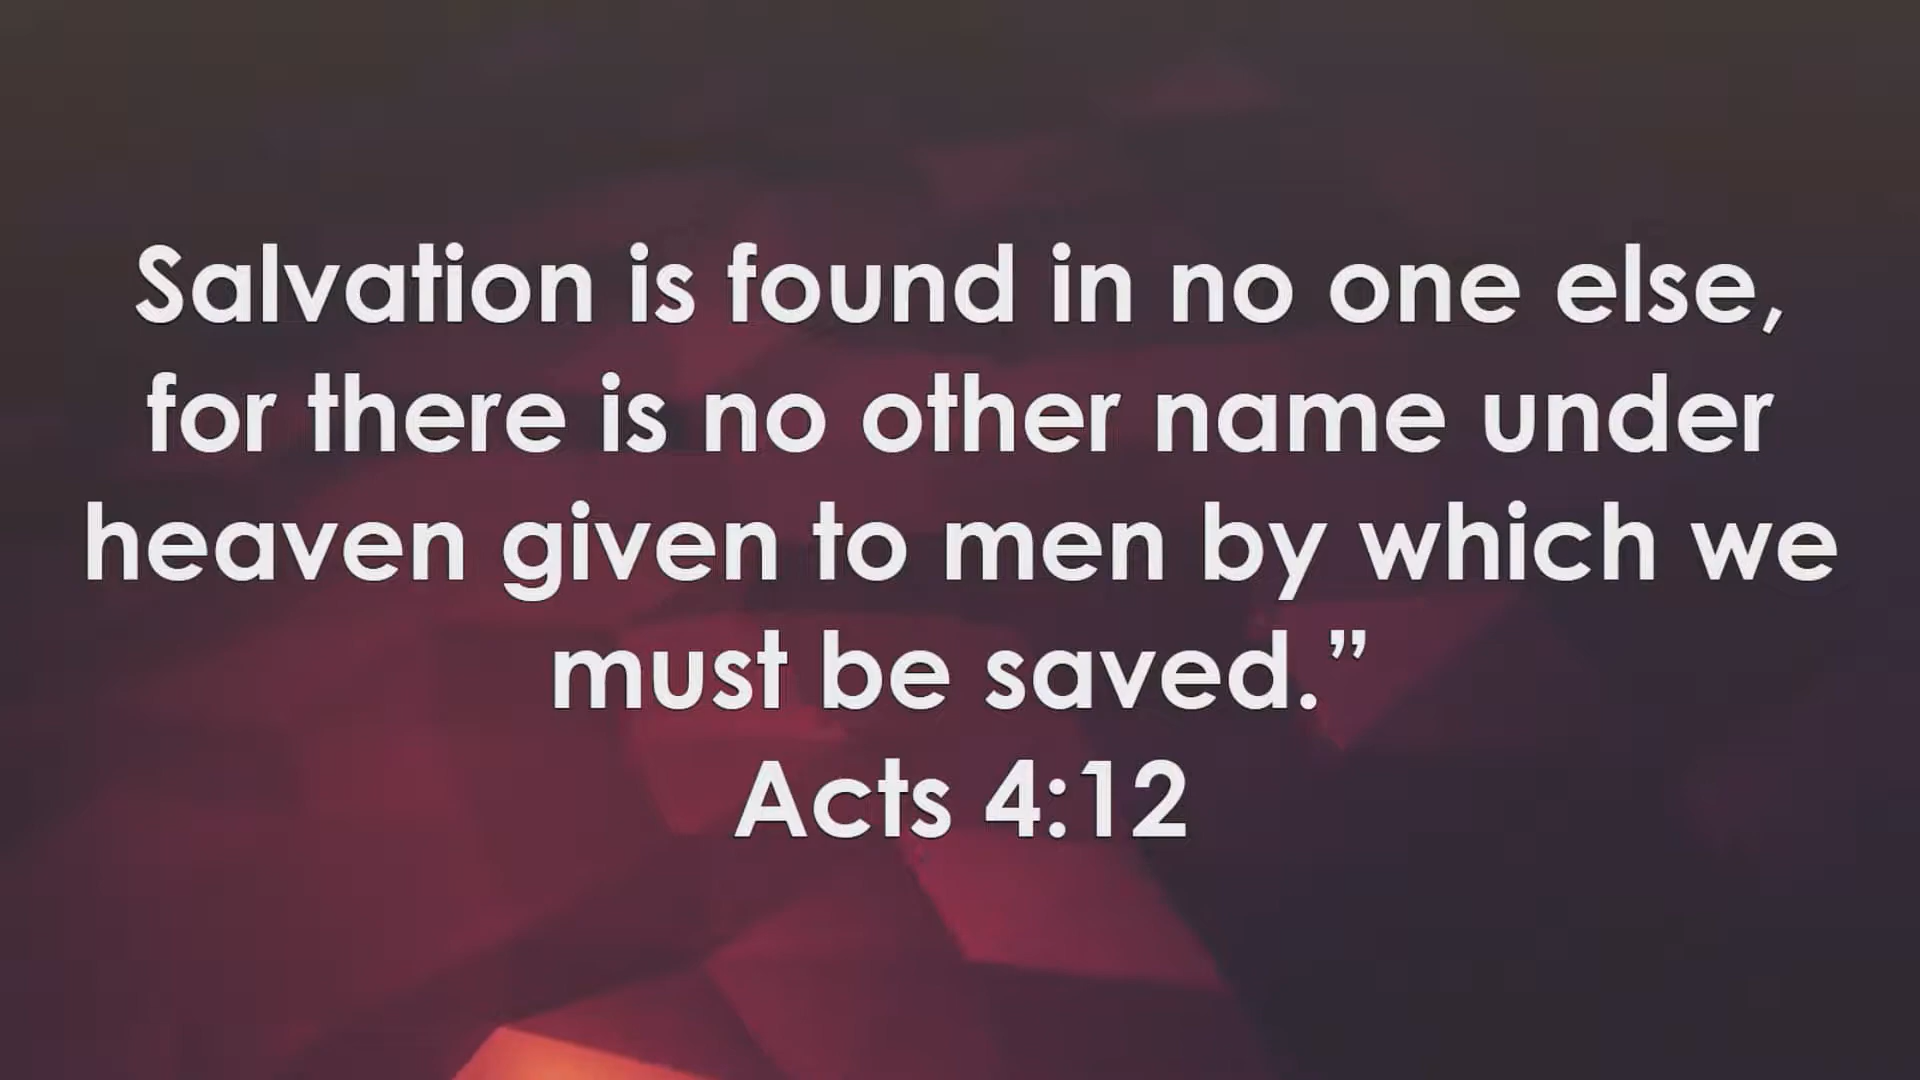 Salvation is found in no one else,
for there is no other name under
heaven given to men by which we
must be saved.”
Acts 4:12